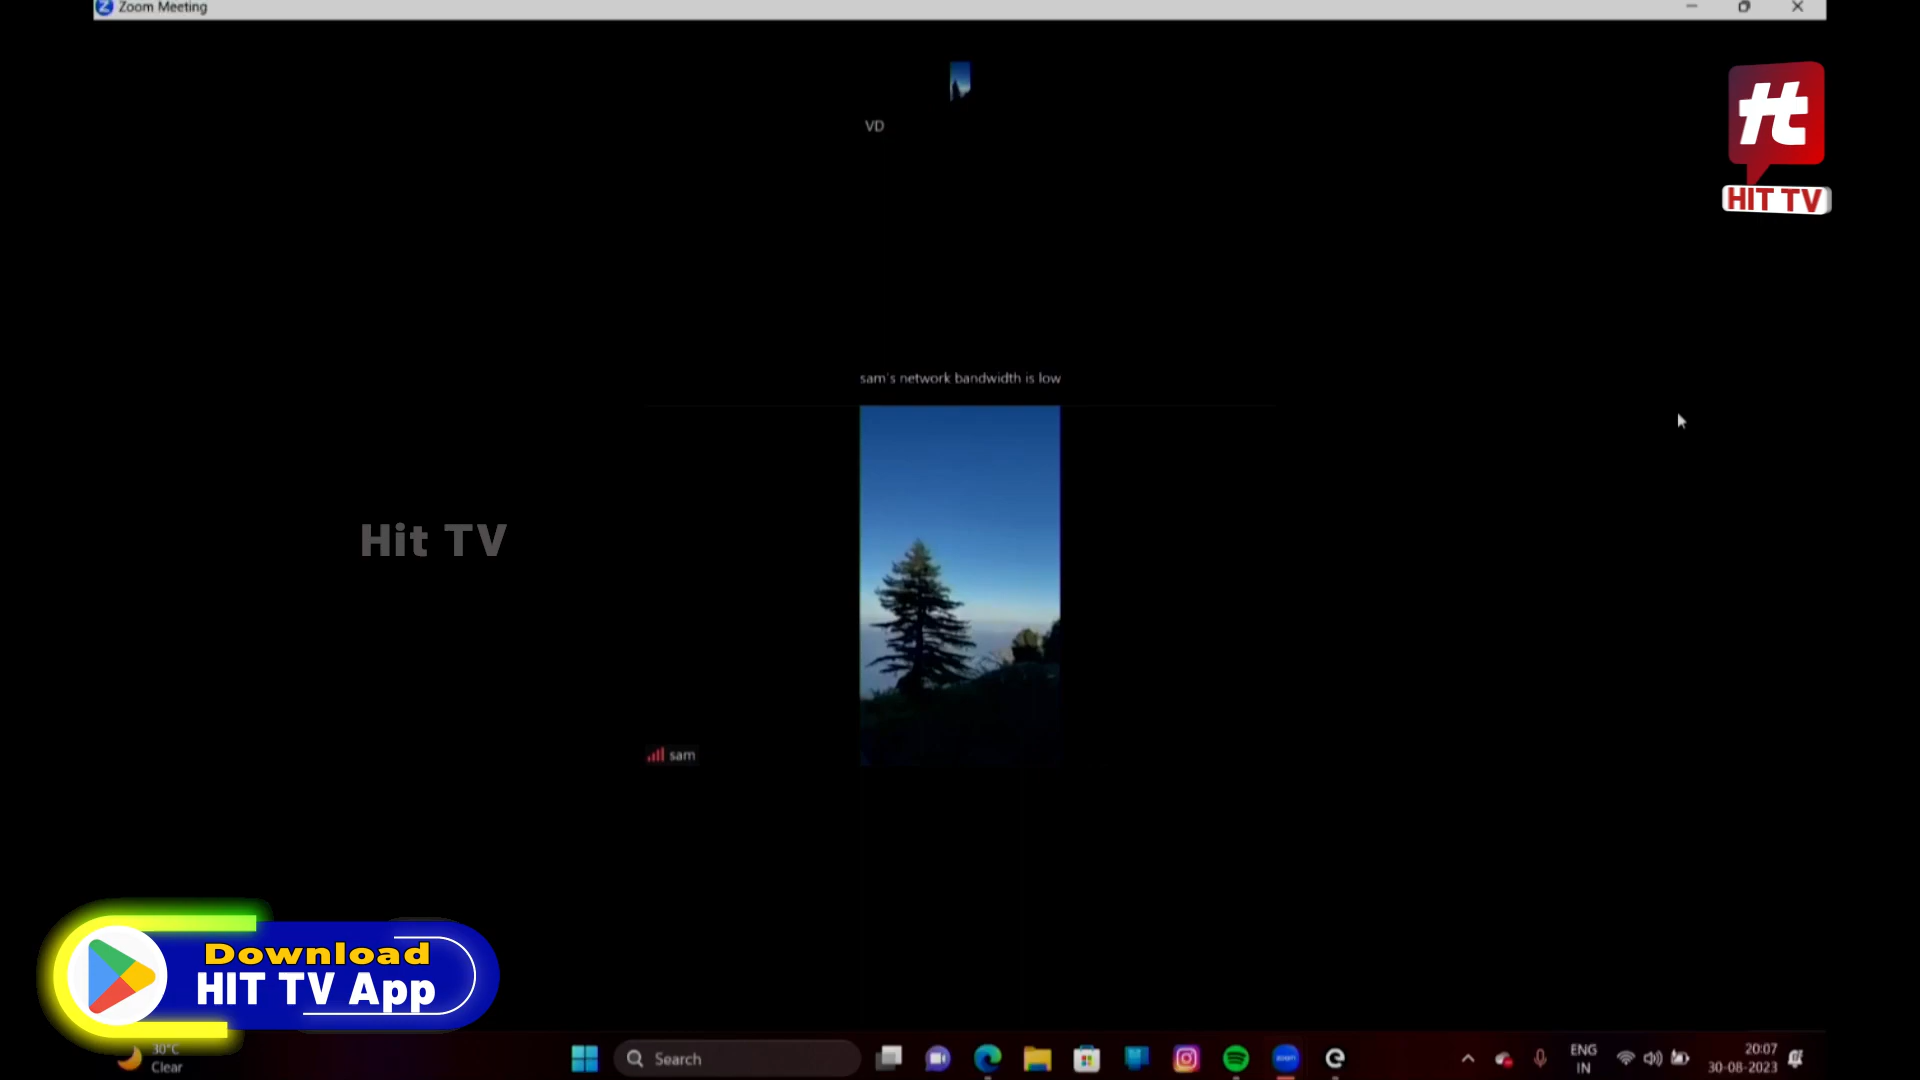 Zoom Meeting
VD
HIT TV
sam's network bandwidth is low
Hit TV
sam
Download
HIT TV App
30°C
Clear
Search
zoom
ENG
IN
20:07
30-08-2023